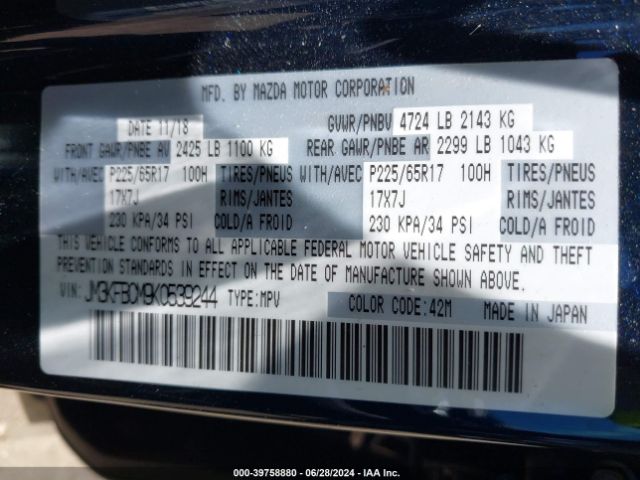 MFD. BY MAZDA MOTOR CORPORATION
DATE 11/18 GVWR/PNBV 4724 LB 2143 KG
FRONT GAWR/PNBE AV 2425 LB 1100 KG REAR GAWR/PNBE AR 2299 LB 1043 KG
WITH/AVEC P225/65R17 100H TIRES/PNEUS WITH/AVEC P225/65R17 100H TIRES/PNEUS
17X7J RIMS/JANTES 17X7J RIMS/JANTES
230 KPA/34 PSI COLD/A FROID 230 KPA/34 PSI COLD/A FROID
THIS VEHICLE CONFORMS TO ALL APPLICABLE FEDERAL MOTOR VEHICLE SAFETY AND THEFT
PREVENTION STANDARDS IN EFFECT ON THE DATE OF MANUFACTURE SHOWN ABOVE.
VIN: JM3KFBCM9K0539244 TYPE:MPV COLOR CODE:42M MADE IN JAPAN
000-39758880 | 06/28/2024 | IAA Inc.